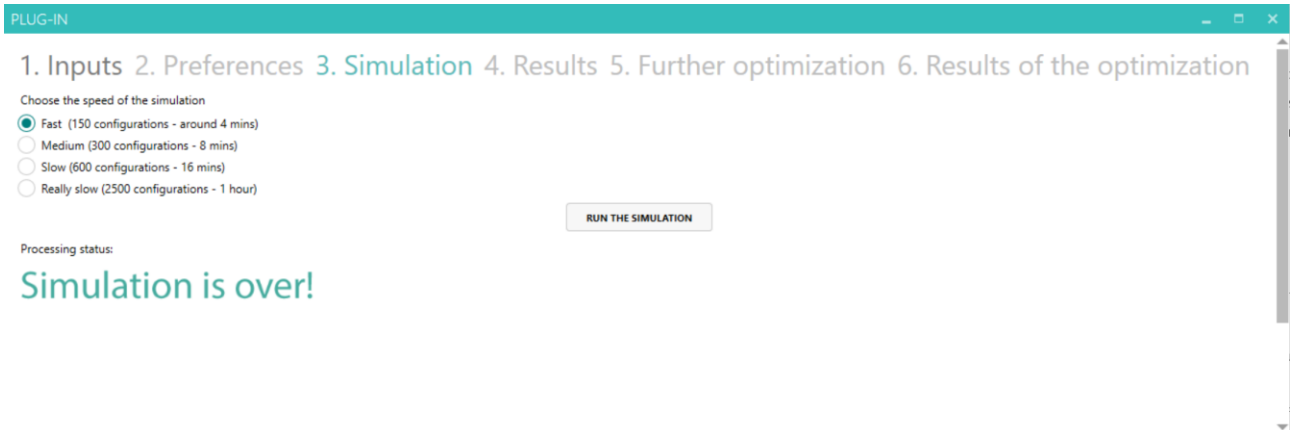 PLUG-IN
1. Inputs 2. Preferences 3. Simulation 4. Results 5. Further optimization 6. Results of the optimization
Choose the speed of the simulation
Fast (150 configurations - around 4 mins)
Medium (300 configurations - 8 mins)
Slow (600 configurations - 16 mins)
Really slow (2500 configurations - 1 hour)
RUN THE SIMULATION
Processing status:
Simulation is over!